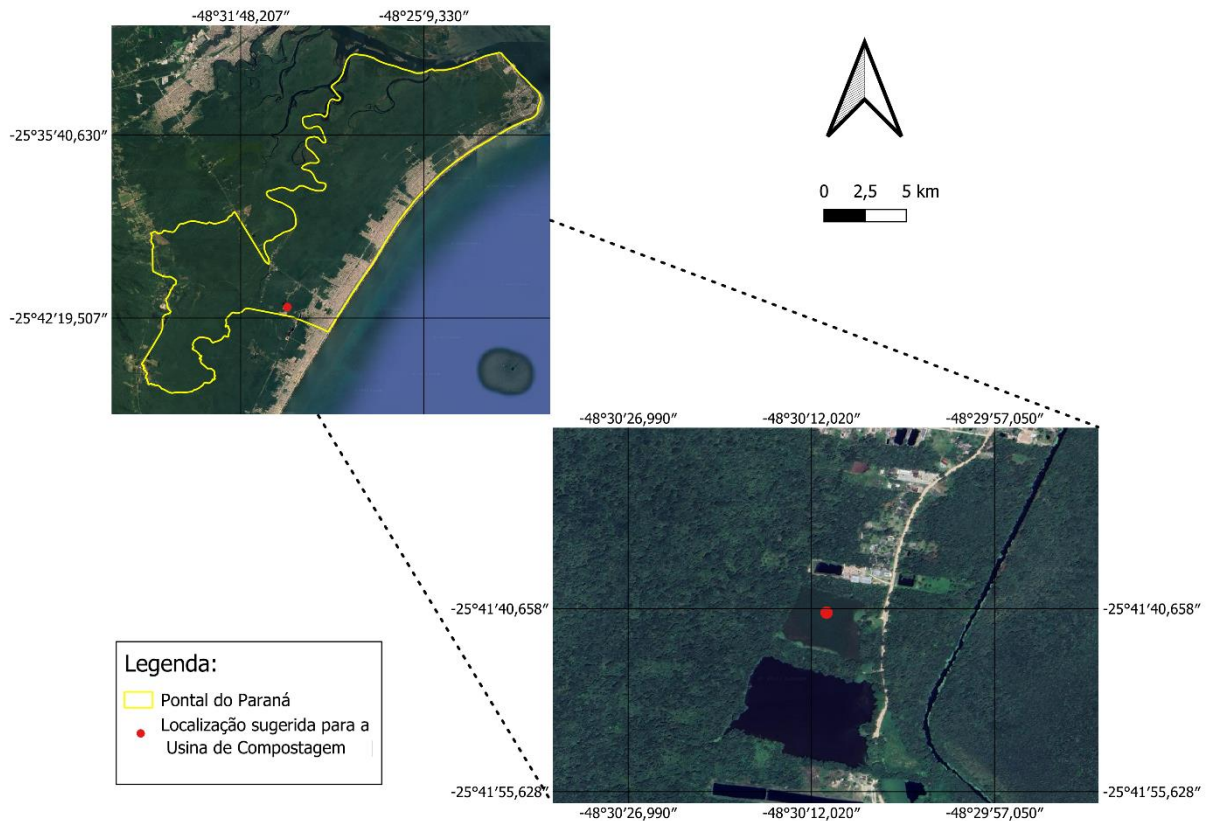 -48°31′48,207″ -48°25′9,330″
-25°35′40,630″
-25°42′19,507″
0 2,5 5 km
-48°30′26,990″ -48°30′12,020″ -48°29′57,050″
-25°41′40,658″ -25°41′40,658″
-25°41′55,628″ -25°41′55,628″
-48°30′26,990″ -48°30′12,020″ -48°29′57,050″
Legenda:
Pontal do Paraná
Localização sugerida para a
Usina de Compostagem